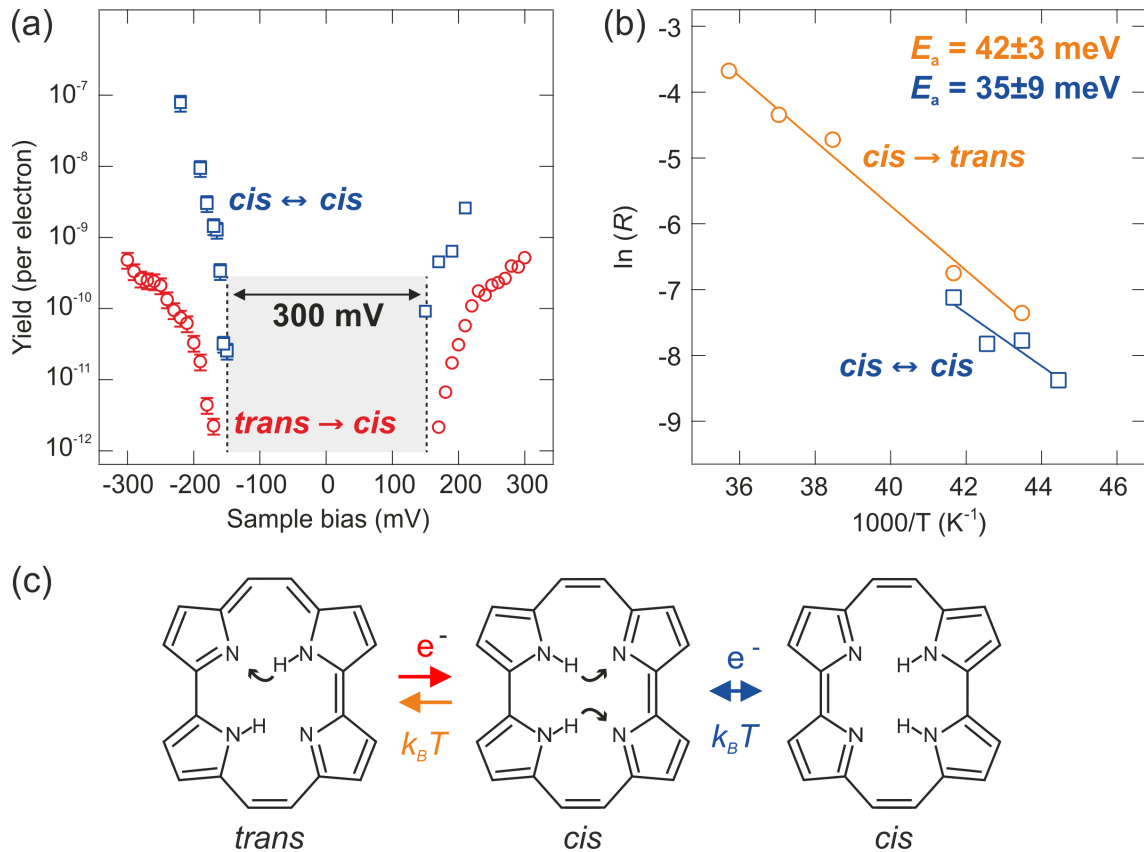 (a)
Yield (per electron)
10⁻⁷
10⁻⁸
10⁻⁹
10⁻¹⁰
10⁻¹¹
10⁻¹²
cis ↔ cis
300 mV
trans → cis
-300 -200 -100 0 100 200 300
Sample bias (mV)
(b)
ln (R)
-3
-4
-5
-6
-7
-8
-9
Eₐ = 42±3 meV
Eₐ = 35±9 meV
cis → trans
cis ↔ cis
36 38 40 42 44 46
1000/T (K⁻¹)
(c)
N H N
N H N
e⁻
k_BT
N H N
N H N
e⁻
k_BT
N H N
N H N
trans cis cis